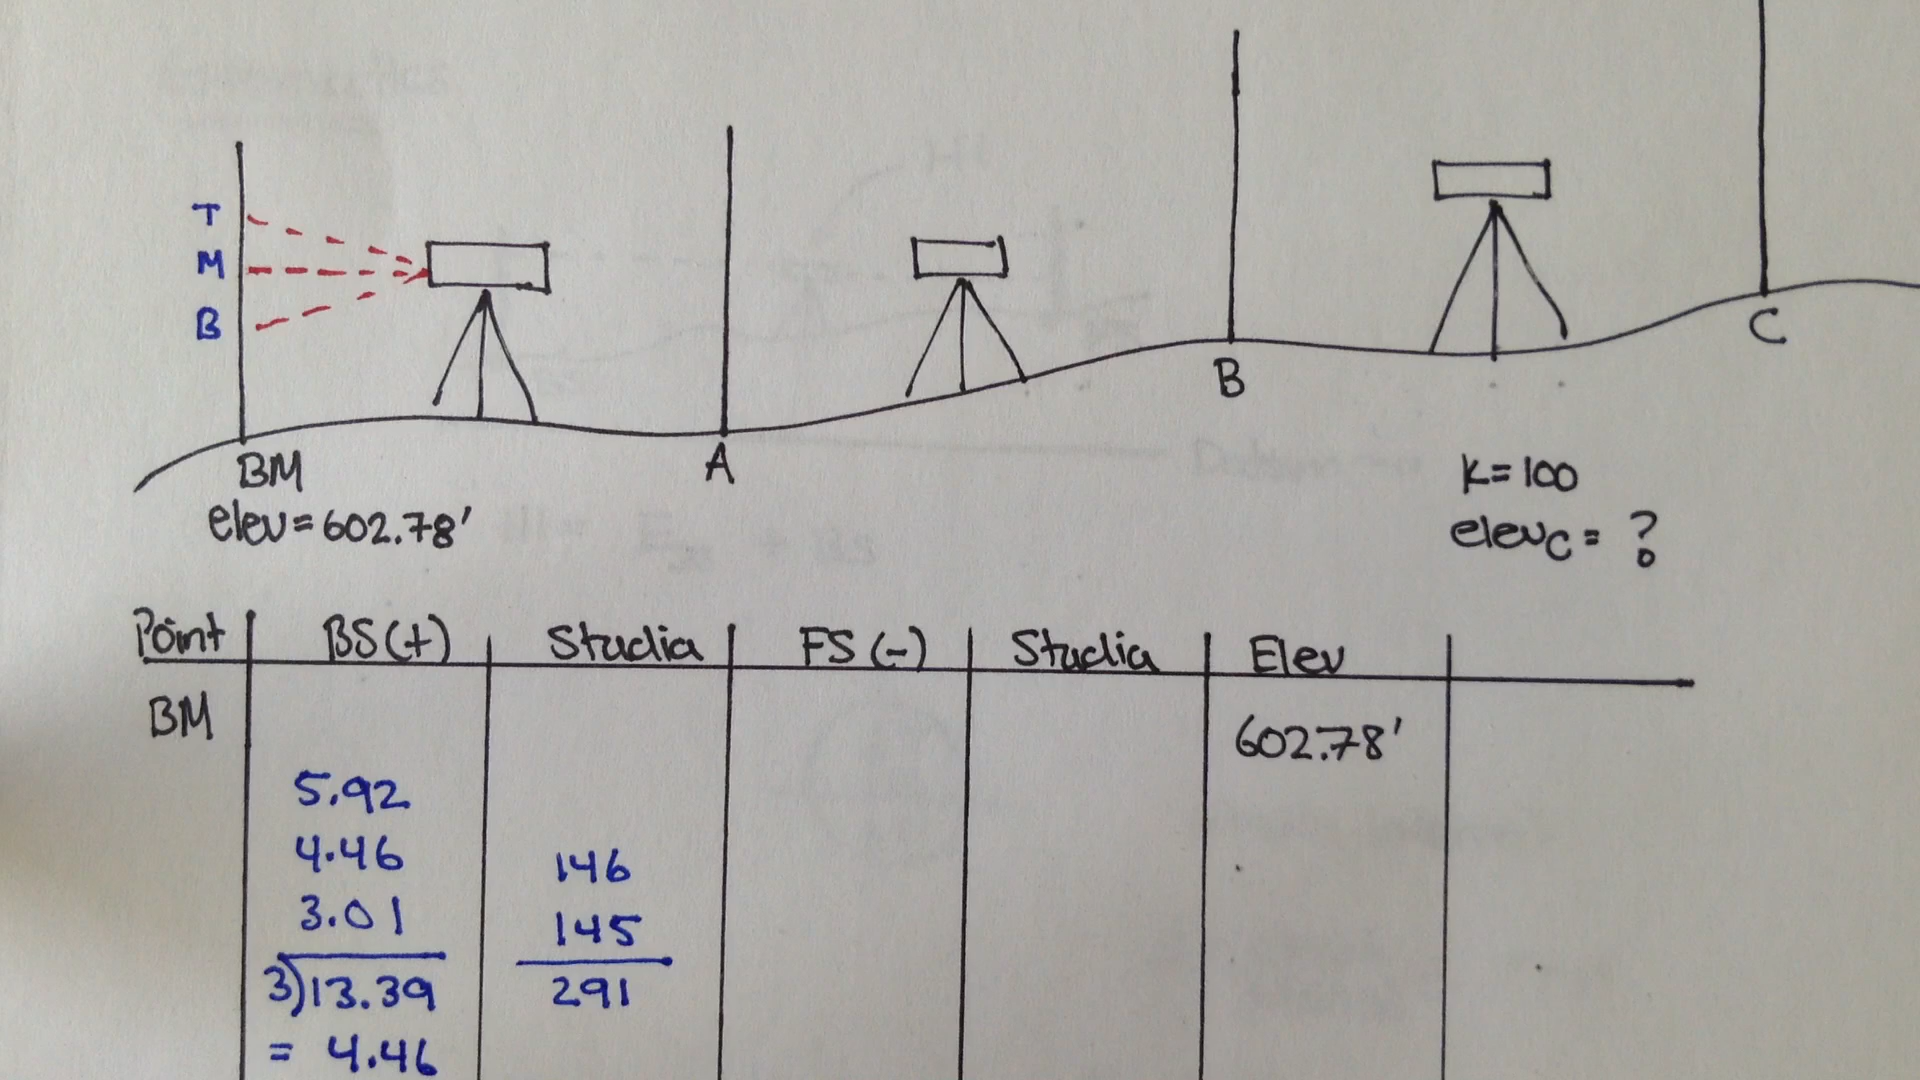 T
M
B
BM
elev=602.78'
A
B
C
K=100
elevC = ?
Point BS(+) Stadia FS(-) Stadia Elev
BM 602.78'
5.92
4.46 146
3.01 145
3)13.39 291
= 4.46